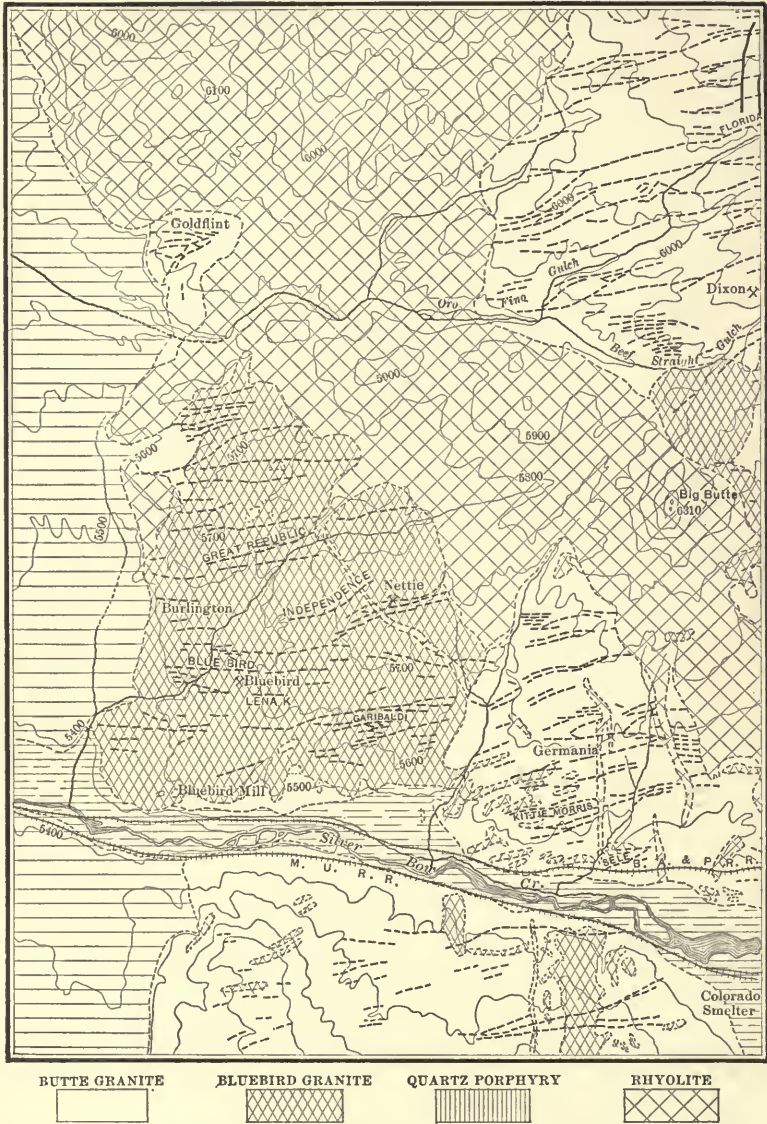 6000
6100
FLORIDA
6000
6000
Goldflint
6000
Gulch
Dixon
Oro Fina
Beef Straight Gulch
5900
5800
5600
5700
Big Butte
6310
5500
5700
GREAT REPUBLIC
Nettie
INDEPENDENCE
Burlington
BLUE BIRD
5700
Bluebird
LENA K
5400
GARIBALDI
Germania
5600
Bluebird Mill
5500
KITTIE MORRIS
5400
Silver Bow Cr.
M. U. R. R.
B. A. & P. R. R.
Colorado
Smelter
BUTTE GRANITE
BLUEBIRD GRANITE
QUARTZ PORPHYRY
RHYOLITE